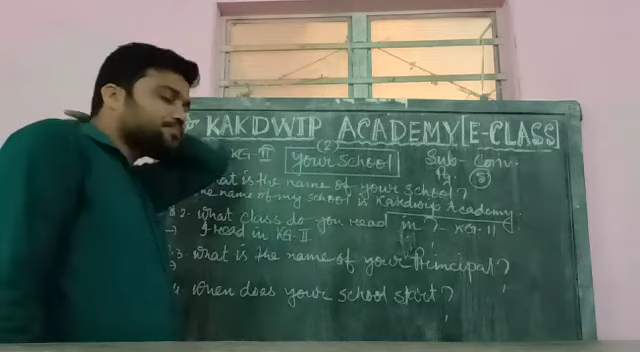 KAKDWIP ACADEMY [E-CLASS]
KG-II (2) Your School Sub- Conv.
Pg. 5
What is the name of your school?
The name of my school is Kakdwip Academy.
Q.2. What class do you read in? - KG-II
→ I read in KG-II
.3 What is the name of your Principal?
→
4. When does your school start?